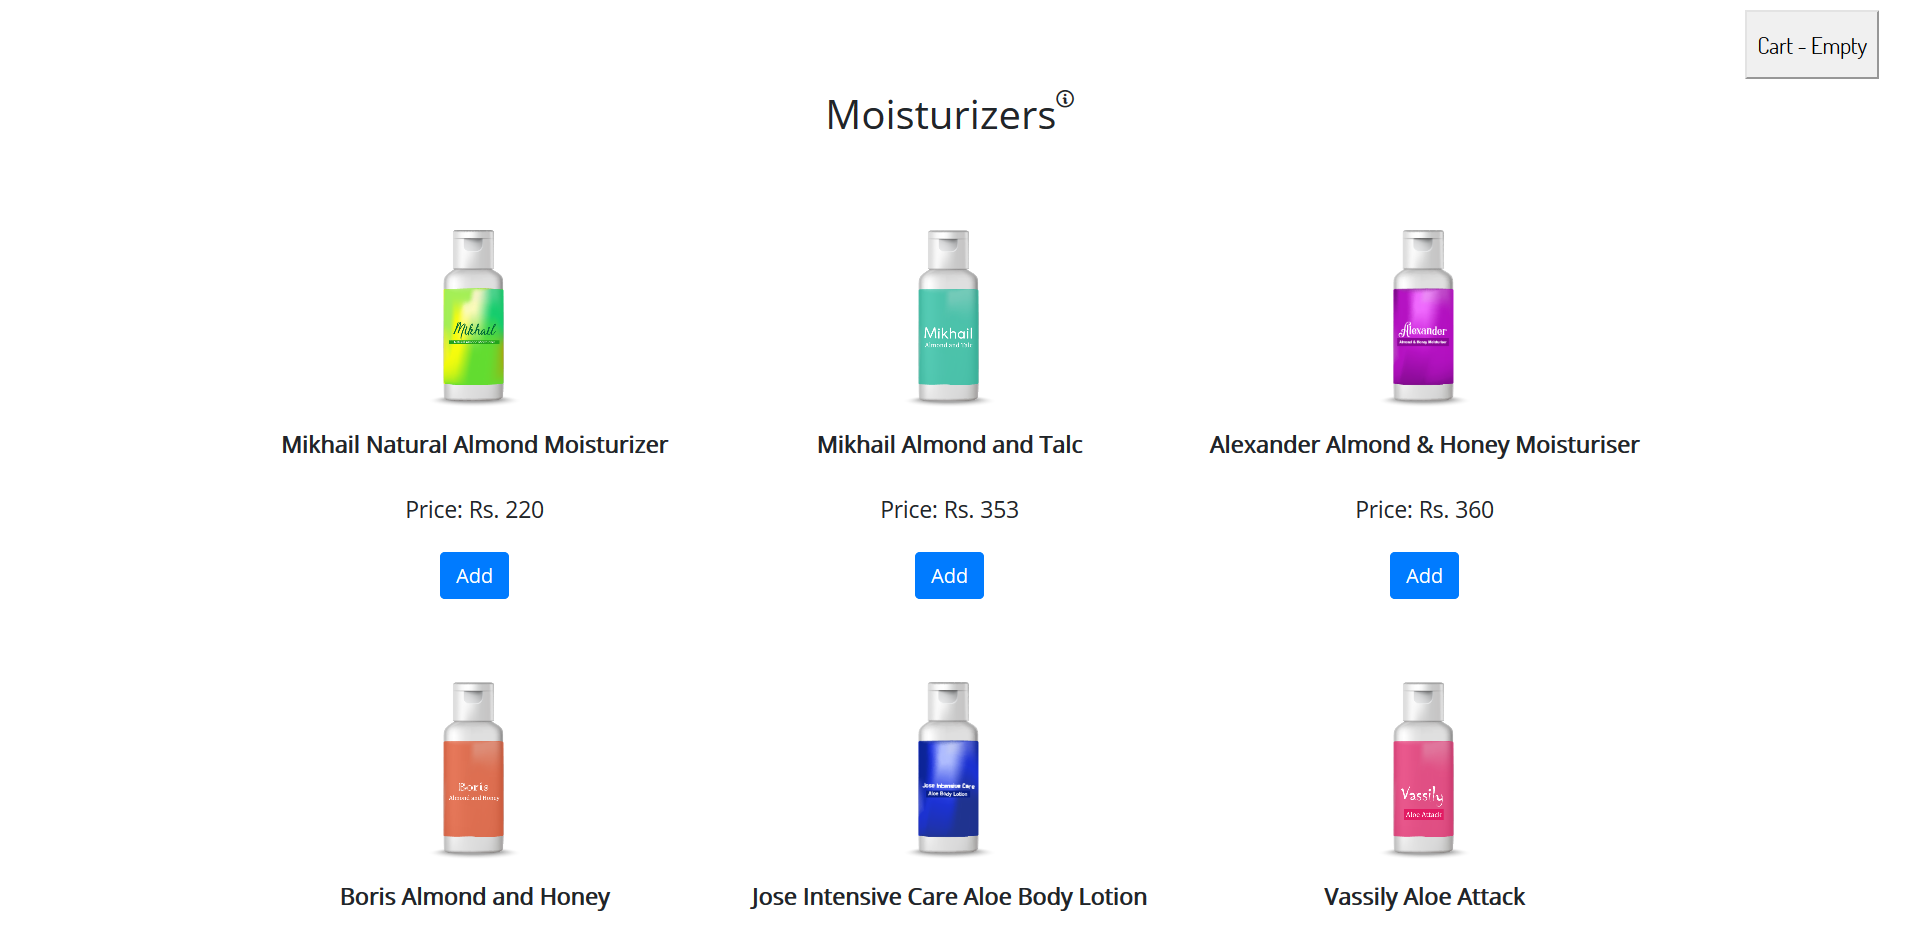 Cart - Empty
Moisturizers
Mikhail
Mikhail
Almond and Talc
Alexander
Almond & Honey Moisturiser
Mikhail Natural Almond Moisturizer
Mikhail Almond and Talc
Alexander Almond & Honey Moisturiser
Price: Rs. 220
Price: Rs. 353
Price: Rs. 360
Add
Add
Add
Boris
Almond and Honey
Jose Intensive Care
Aloe Body Lotion
Vassily
Aloe Attack
Boris Almond and Honey
Jose Intensive Care Aloe Body Lotion
Vassily Aloe Attack